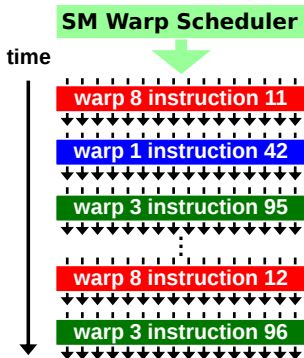 SM Warp Scheduler
time
warp 8 instruction 11
warp 1 instruction 42
warp 3 instruction 95
warp 8 instruction 12
warp 3 instruction 96